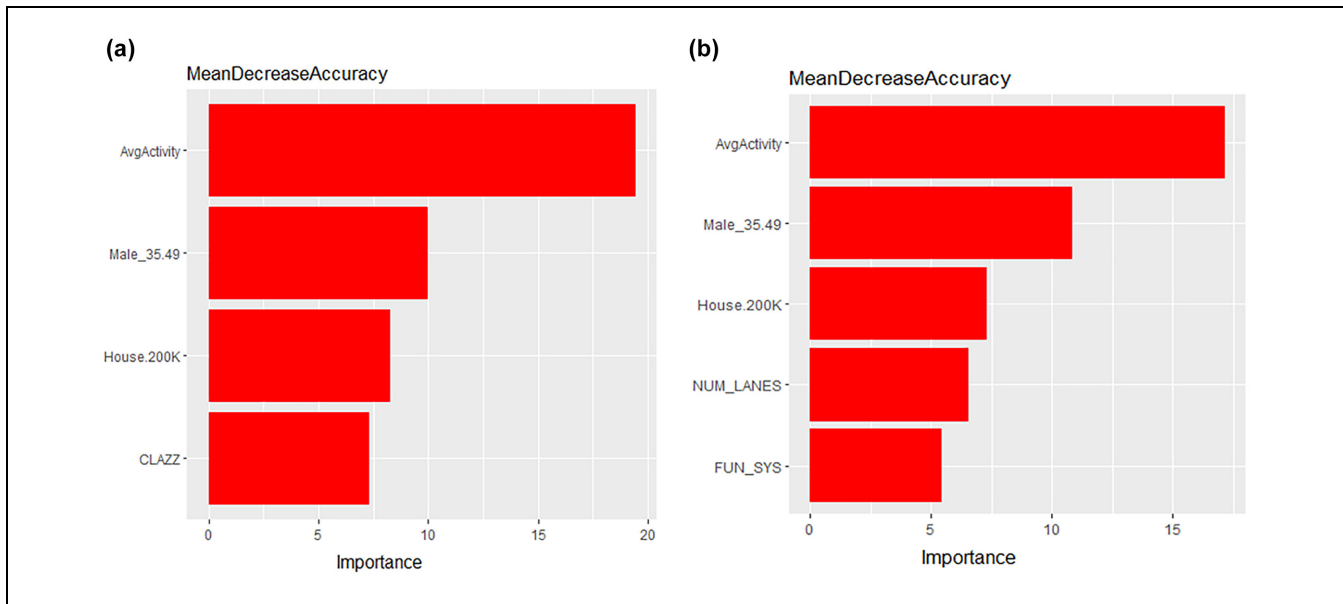 (a)
MeanDecreaseAccuracy
AvgActivity
Male_35.49
House.200K
CLAZZ
0 5 10 15 20
Importance
(b)
MeanDecreaseAccuracy
AvgActivity
Male_35.49
House.200K
NUM_LANES
FUN_SYS
0 5 10 15
Importance